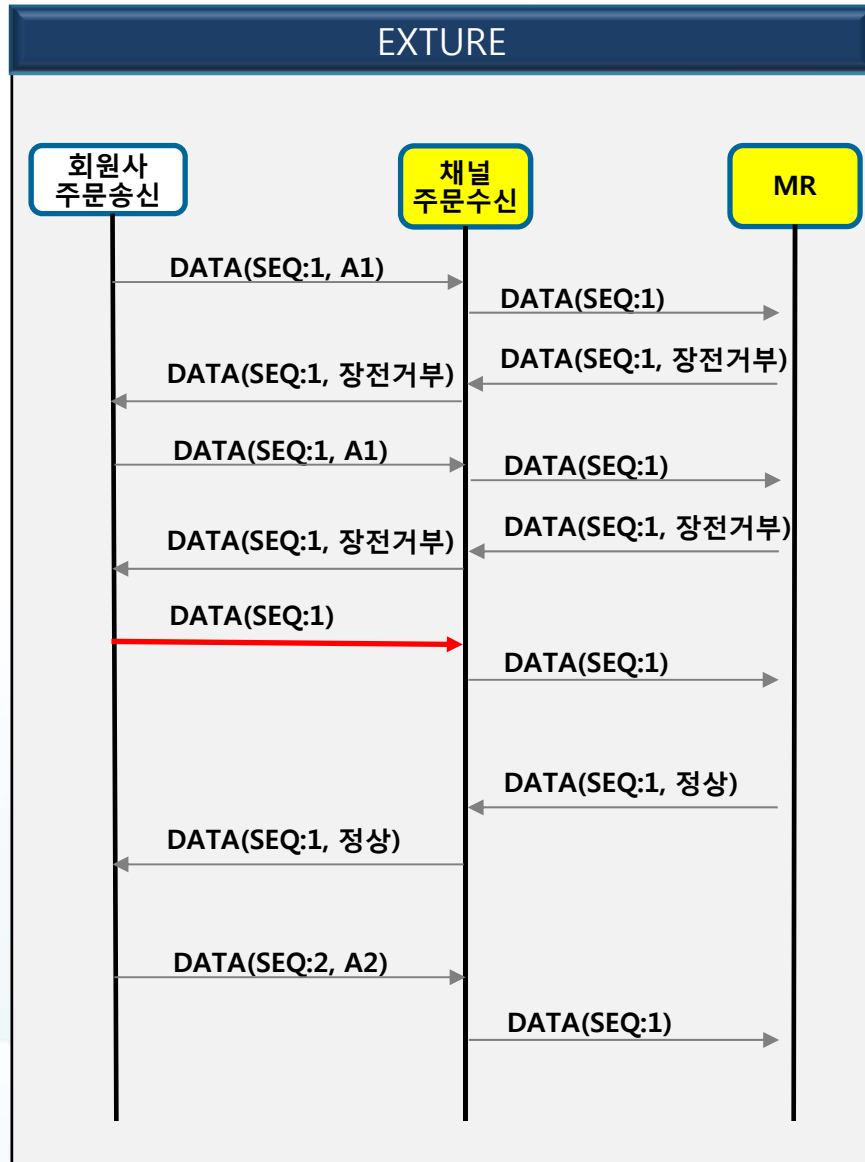 EXTURE
회원사
주문송신
채널
주문수신
MR
DATA(SEQ:1, A1)
DATA(SEQ:1)
DATA(SEQ:1, 장전거부)
DATA(SEQ:1, 장전거부)
DATA(SEQ:1, A1)
DATA(SEQ:1)
DATA(SEQ:1, 장전거부)
DATA(SEQ:1, 장전거부)
DATA(SEQ:1)
DATA(SEQ:1)
DATA(SEQ:1, 정상)
DATA(SEQ:1, 정상)
DATA(SEQ:2, A2)
DATA(SEQ:1)